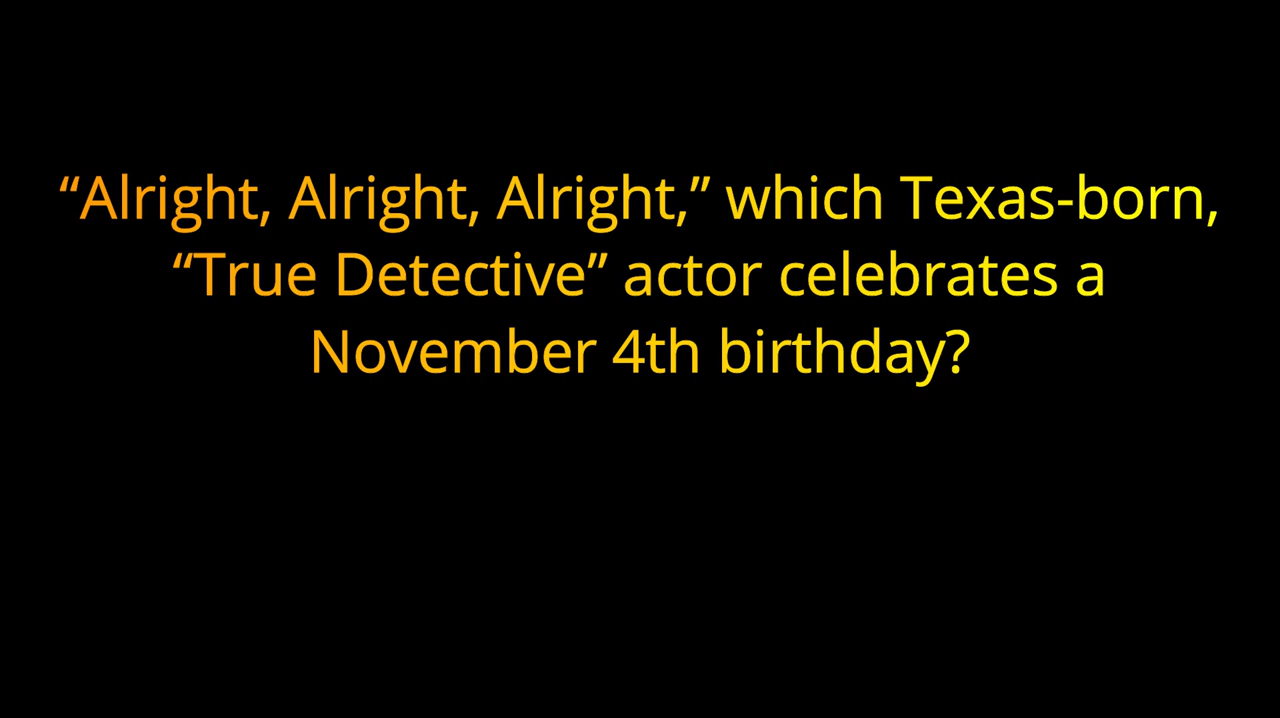 “Alright, Alright, Alright,” which Texas-born,
“True Detective” actor celebrates a
November 4th birthday?